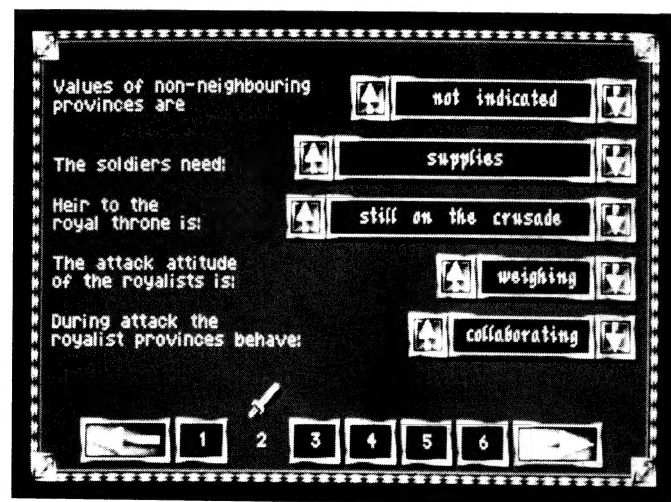 Values of non-neighbouring
provinces are
not indicated
The soldiers need:
supplies
Heir to the
royal throne is:
still on the crusade
The attack attitude
of the royalists is:
weighing
During attack the
royalist provinces behave:
collaborating
1 2 3 4 5 6